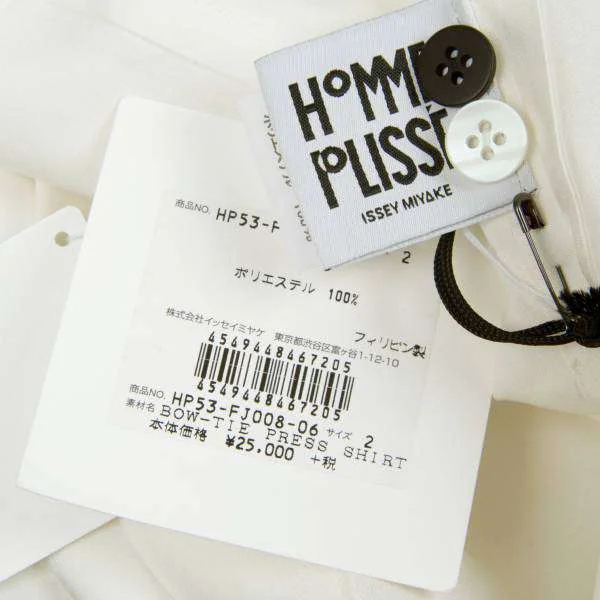 HOMME
PLISSÉ
ISSEY MIYAKE
商品NO. HP53-F
2
ポリエステル 100%
株式会社イッセイミヤケ 東京都渋谷区富ヶ谷1-12-10
フィリピン製
4549448467205
4549448467205
商品NO. HP53-FJ008-06 サイズ 2
素材名 BOW-TIE PRESS SHIRT
本体価格 ¥25.000 +税